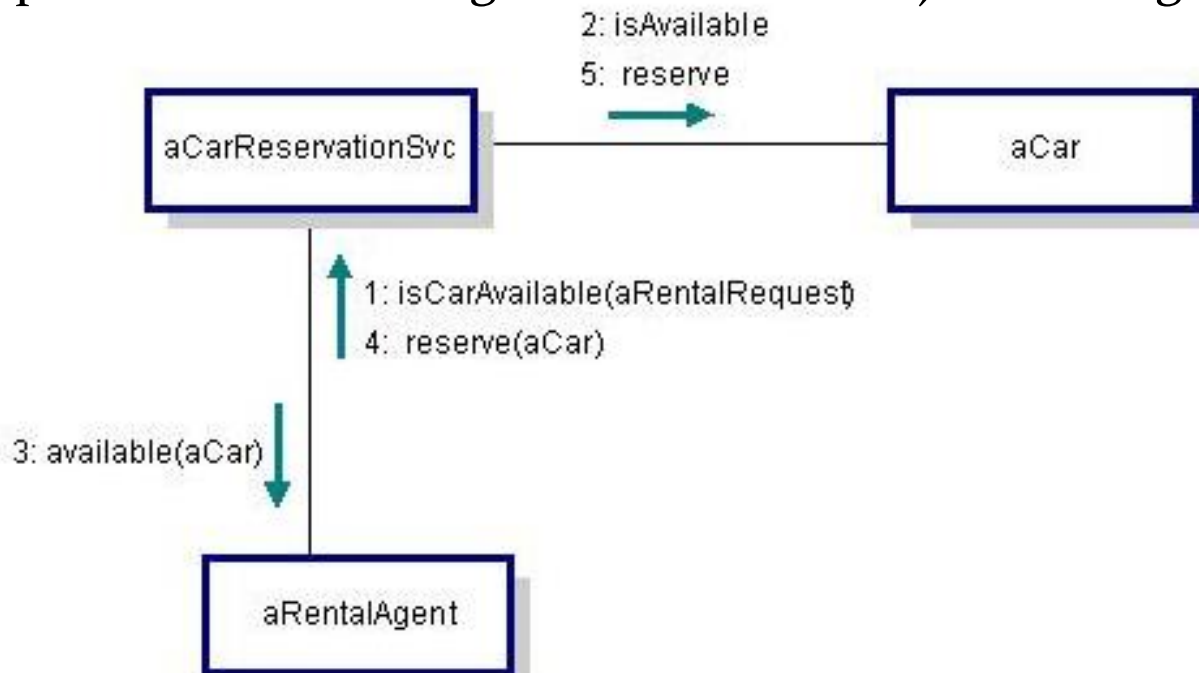 2: isAvailable
5: reserve
aCarReservationSvc
aCar
1: isCarAvailable(aRentalRequest)
4: reserve(aCar)
3: available(aCar)
aRentalAgent